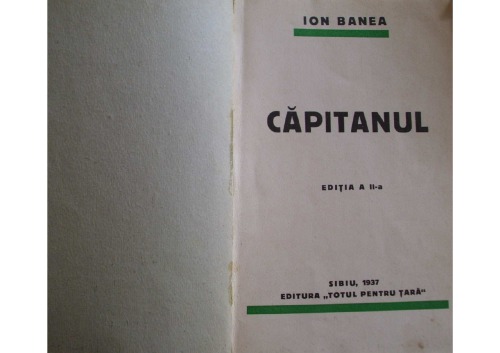 ION BANEA
CĂPITANUL
EDIȚIA A II-a
SIBIU, 1937
EDITURA „TOTUL PENTRU ȚARĂ"